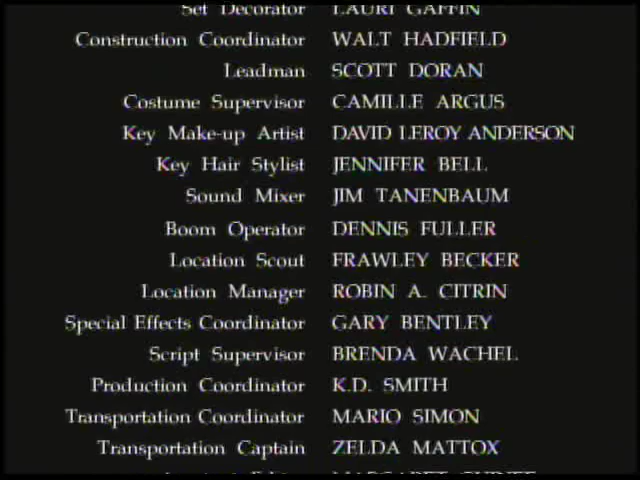 Set Decorator LAURI GAFFIN
Construction Coordinator WALT HADFIELD
Leadman SCOTT DORAN
Costume Supervisor CAMILLE ARGUS
Key Make-up Artist DAVID LEROY ANDERSON
Key Hair Stylist JENNIFER BELL
Sound Mixer JIM TANENBAUM
Boom Operator DENNIS FULLER
Location Scout FRAWLEY BECKER
Location Manager ROBIN A. CITRIN
Special Effects Coordinator GARY BENTLEY
Script Supervisor BRENDA WACHEL
Production Coordinator K.D. SMITH
Transportation Coordinator MARIO SIMON
Transportation Captain ZELDA MATTOX